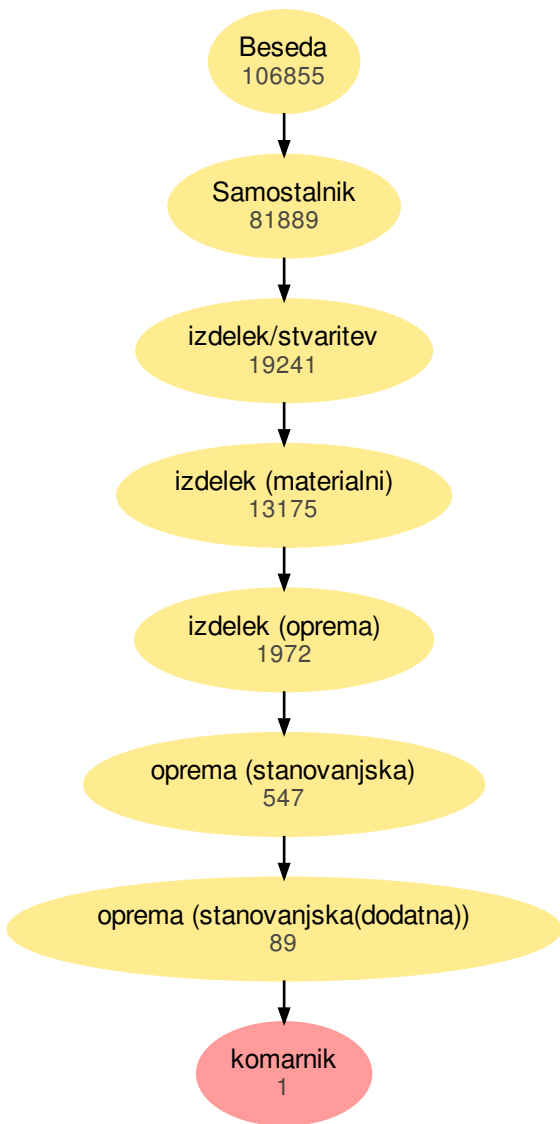 Beseda
106855
Samostalnik
81889
izdelek/stvaritev
19241
izdelek (materialni)
13175
izdelek (oprema)
1972
oprema (stanovanjska)
547
oprema (stanovanjska(dodatna))
89
komarnik
1